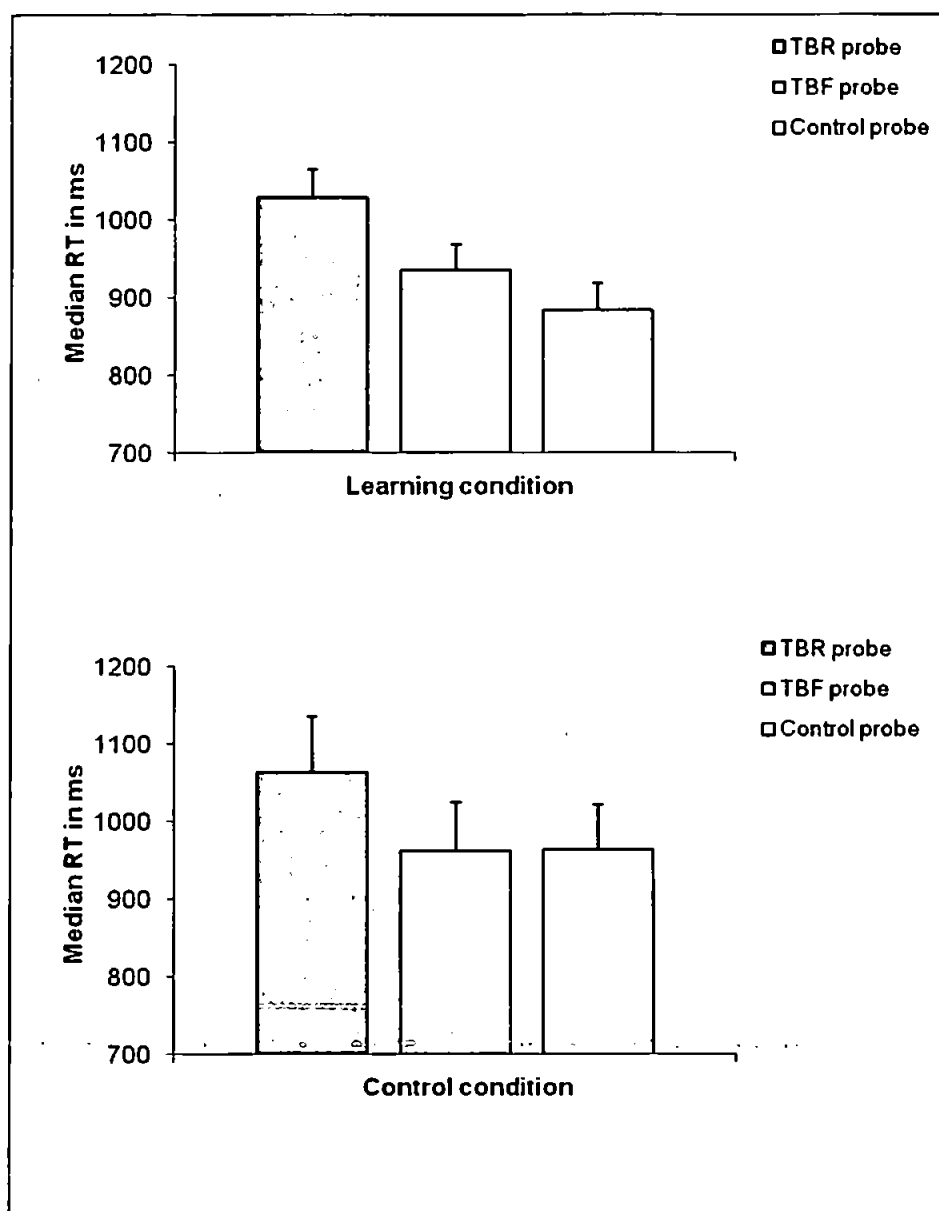 TBR probe
TBF probe
Control probe
1200
1100
1000
900
800
700
Median RT in ms
Learning condition
TBR probe
TBF probe
Control probe
1200
1100
1000
900
800
700
Median RT in ms
Control condition